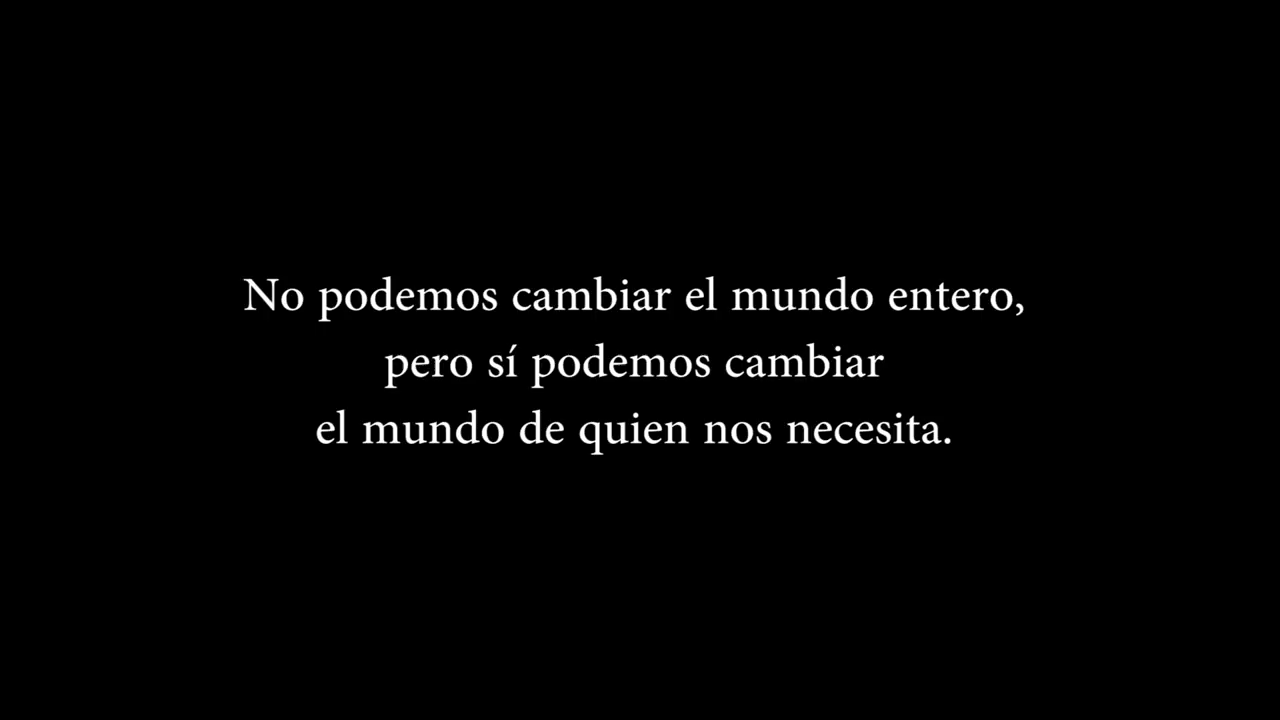 No podemos cambiar el mundo entero,
pero sí podemos cambiar
el mundo de quien nos necesita.